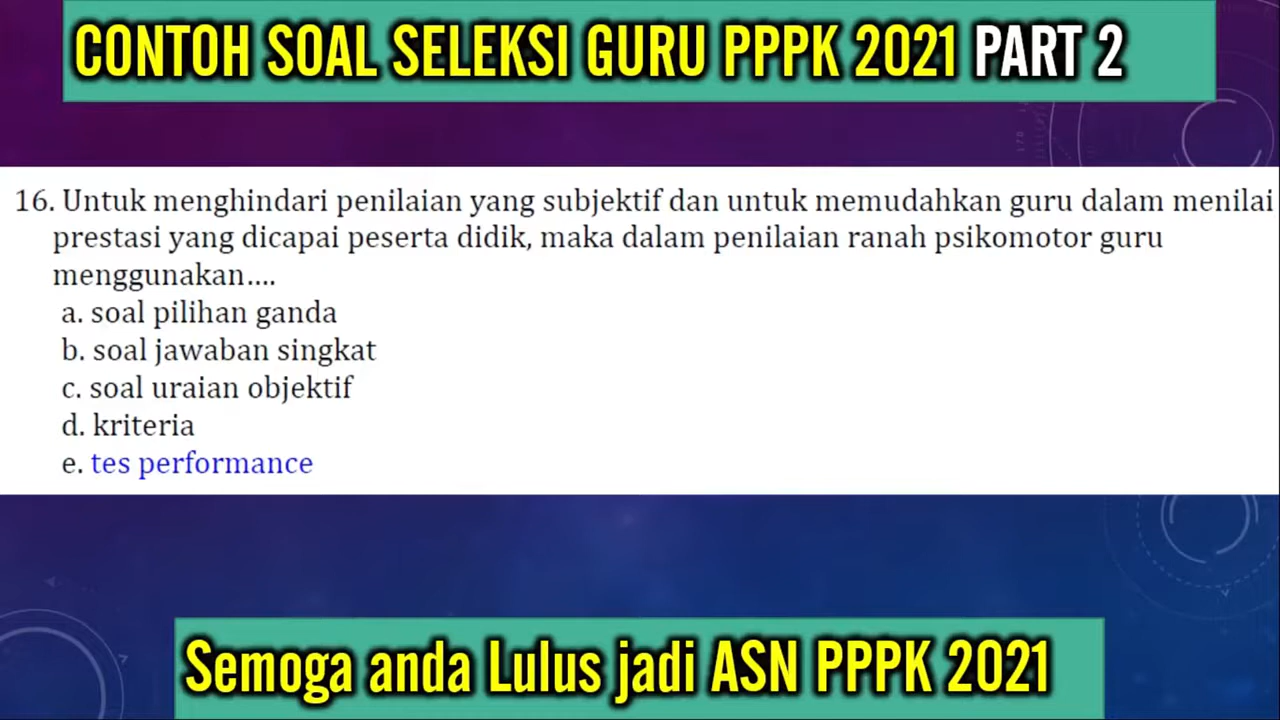 CONTOH SOAL SELEKSI GURU PPPK 2021 PART 2
16. Untuk menghindari penilaian yang subjektif dan untuk memudahkan guru dalam menilai
prestasi yang dicapai peserta didik, maka dalam penilaian ranah psikomotor guru
menggunakan....
a. soal pilihan ganda
b. soal jawaban singkat
c. soal uraian objektif
d. kriteria
e. tes performance
Semoga anda Lulus jadi ASN PPPK 2021